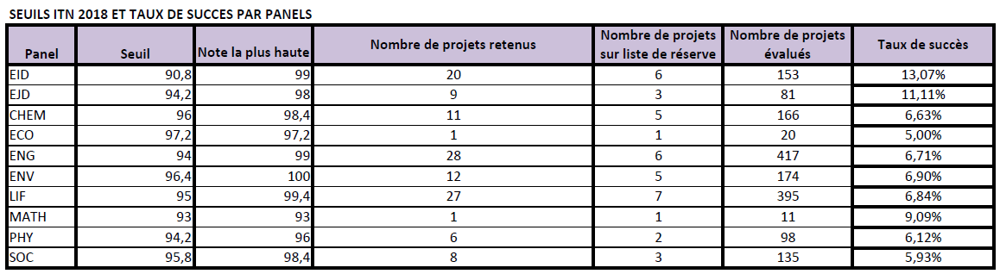 SEUILS ITN 2018 ET TAUX DE SUCCES PAR PANELS
Panel Seuil Note la plus haute Nombre de projets retenus Nombre de projets sur liste de réserve Nombre de projets évalués Taux de succès
EID 90,8 99 20 6 153 13,07%
EJD 94,2 98 9 3 81 11,11%
CHEM 96 98,4 11 5 166 6,63%
ECO 97,2 97,2 1 1 20 5,00%
ENG 94 99 28 6 417 6,71%
ENV 96,4 100 12 5 174 6,90%
LIF 95 99,4 27 7 395 6,84%
MATH 93 93 1 1 11 9,09%
PHY 94,2 96 6 2 98 6,12%
SOC 95,8 98,4 8 3 135 5,93%